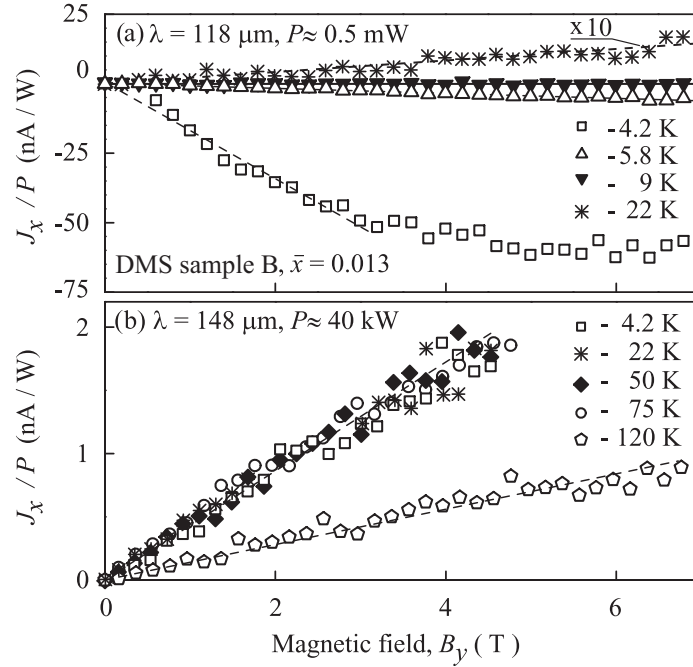 25
0
-25
-50
-75
J_x / P (nA / W)
(a) λ = 118 μm, P≈ 0.5 mW
x10
- 4.2 K
- 5.8 K
- 9 K
- 22 K
DMS sample B, x̄ = 0.013
2
1
0
J_x / P (nA / W)
(b) λ = 148 μm, P≈ 40 kW
- 4.2 K
- 22 K
- 50 K
- 75 K
- 120 K
0 2 4 6
Magnetic field, B_y ( T )